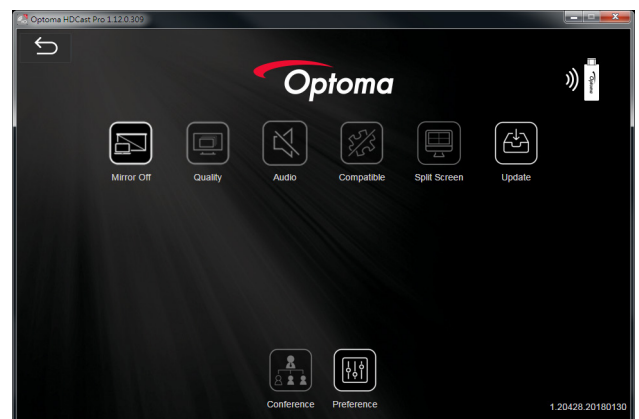 Optoma HDCast Pro 1.12.0.309
Optoma
Optoma
Mirror Off Quality Audio Compatible Split Screen Update
Conference Preference
1.20428.20180130